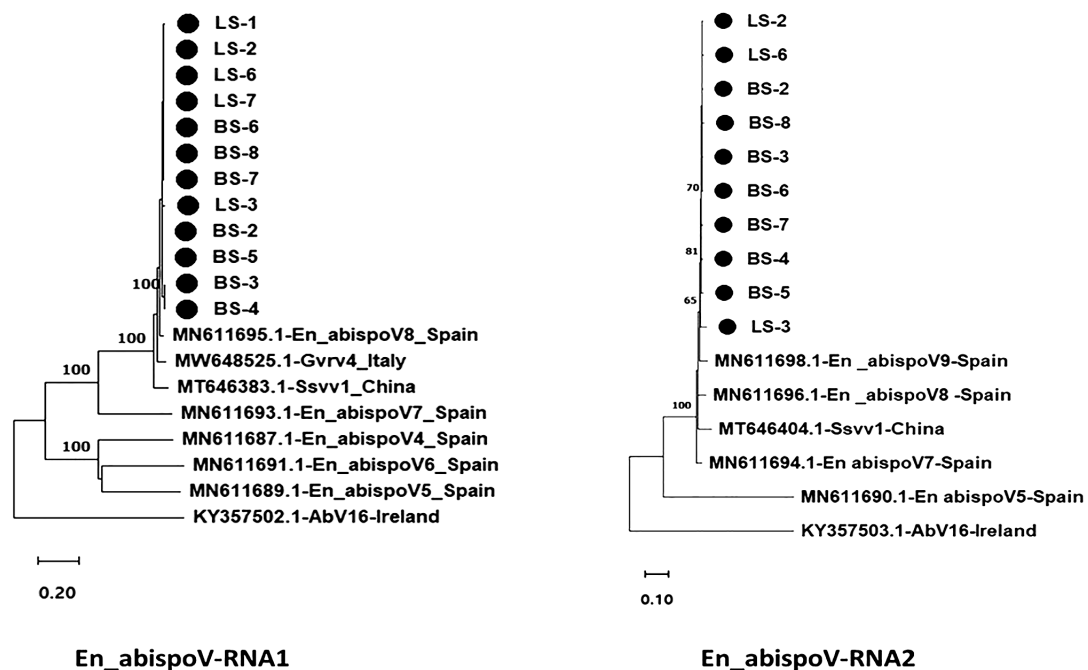 LS-1
LS-2
LS-6
LS-7
BS-6
BS-8
BS-7
LS-3
BS-2
BS-5
BS-3
BS-4
MN611695.1-En_abispoV8_Spain
MW648525.1-Gvrv4_Italy
MT646383.1-Ssvv1_China
MN611693.1-En_abispoV7_Spain
MN611687.1-En_abispoV4_Spain
MN611691.1-En_abispoV6_Spain
MN611689.1-En_abispoV5_Spain
KY357502.1-AbV16-Ireland
100
100
100
100
0.20
En_abispoV-RNA1
LS-2
LS-6
BS-2
BS-8
BS-3
BS-6
BS-7
BS-4
BS-5
LS-3
MN611698.1-En _abispoV9-Spain
MN611696.1-En _abispoV8 -Spain
MT646404.1-Ssvv1-China
MN611694.1-En abispoV7-Spain
MN611690.1-En abispoV5-Spain
KY357503.1-AbV16-Ireland
70
81
65
100
0.10
En_abispoV-RNA2